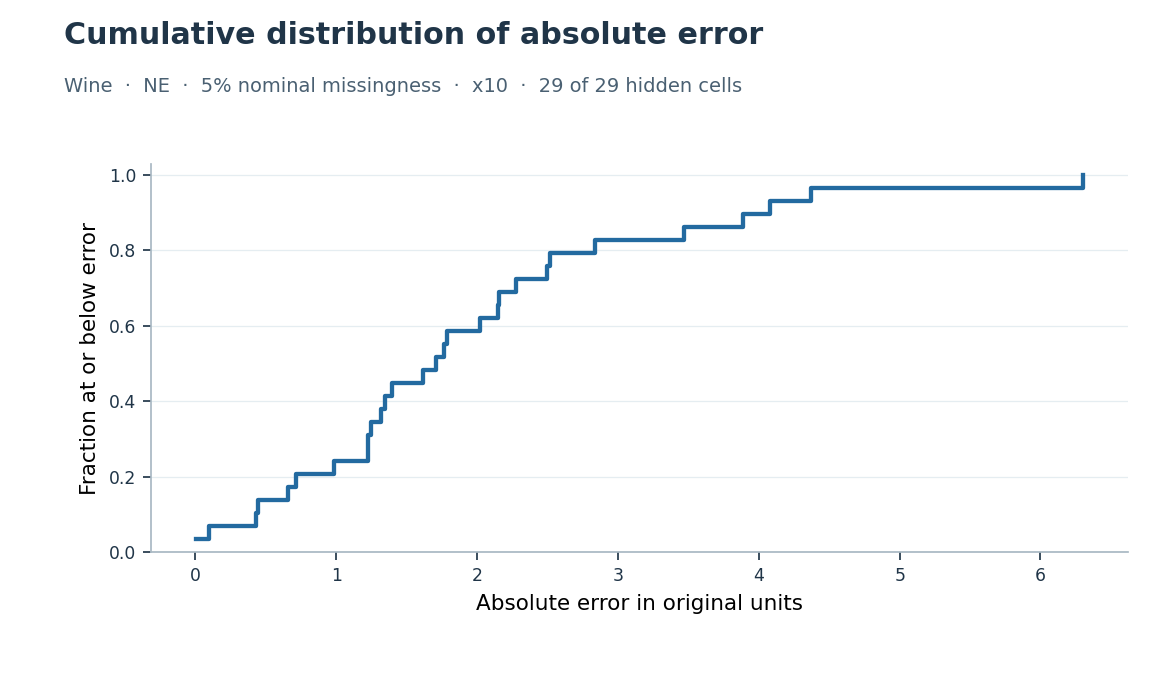 Cumulative distribution of absolute error
Wine · NE · 5% nominal missingness · x10 · 29 of 29 hidden cells
Fraction at or below error
1.0
0.8
0.6
0.4
0.2
0.0
0 1 2 3 4 5 6
Absolute error in original units